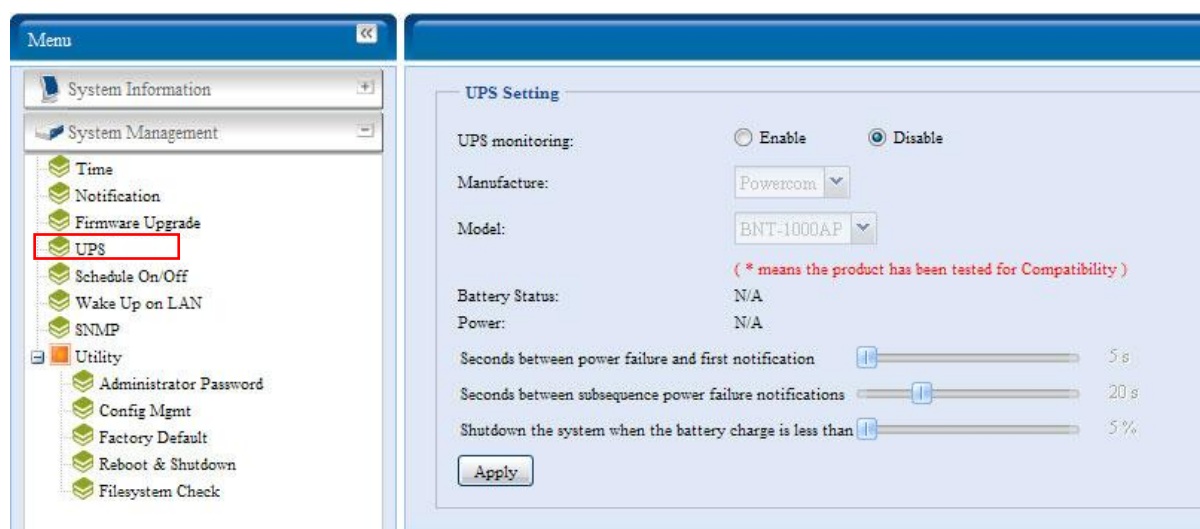 Menu
System Information
System Management
Time
Notification
Firmware Upgrade
UPS
Schedule On/Off
Wake Up on LAN
SNMP
Utility
Administrator Password
Config Mgmt
Factory Default
Reboot & Shutdown
Filesystem Check
UPS Setting
UPS monitoring: Enable Disable
Manufacture: Powercom
Model: BNT-1000AP
( * means the product has been tested for Compatibility )
Battery Status: N/A
Power: N/A
Seconds between power failure and first notification 5 s
Seconds between subsequence power failure notifications 20 s
Shutdown the system when the battery charge is less than 5 %
Apply